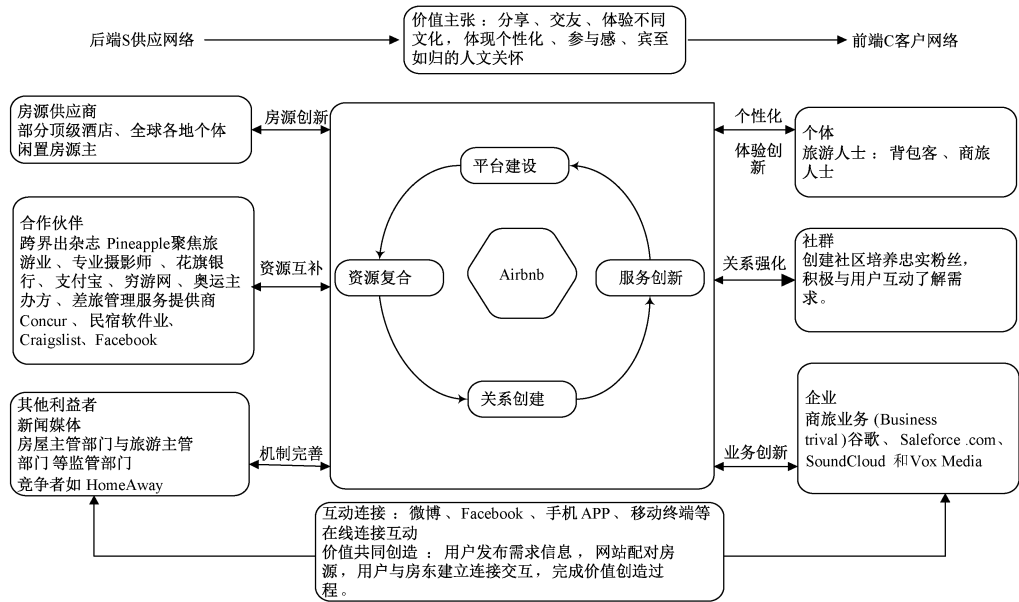 后端S供应网络
价值主张：分享、交友、体验不同
文化，体现个性化、参与感、宾至
如归的人文关怀
前端C客户网络
房源供应商
部分顶级酒店、全球各地个体
闲置房源主
房源创新
合作伙伴
跨界出杂志 Pineapple聚焦旅
游业、专业摄影师、花旗银
行、支付宝、穷游网、奥运主
办方、差旅管理服务提供商
Concur、民宿软件业、
Craigslist、Facebook
资源互补
其他利益者
新闻媒体
房屋主管部门与旅游主管
部门等监管部门
竞争者如 HomeAway
机制完善
平台建设
资源复合
Airbnb
服务创新
关系创建
个性化
体验创
新
个体
旅游人士：背包客、商旅
人士
关系强化
社群
创建社区培养忠实粉丝，
积极与用户互动了解需
求。
业务创新
企业
商旅业务 (Business
trival )谷歌、Saleforce .com、
SoundCloud 和Vox Media
互动连接：微博、Facebook、手机 APP、移动终端等
在线连接互动
价值共同创造：用户发布需求信息，网站配对房
源，用户与房东建立连接交互，完成价值创造过
程。